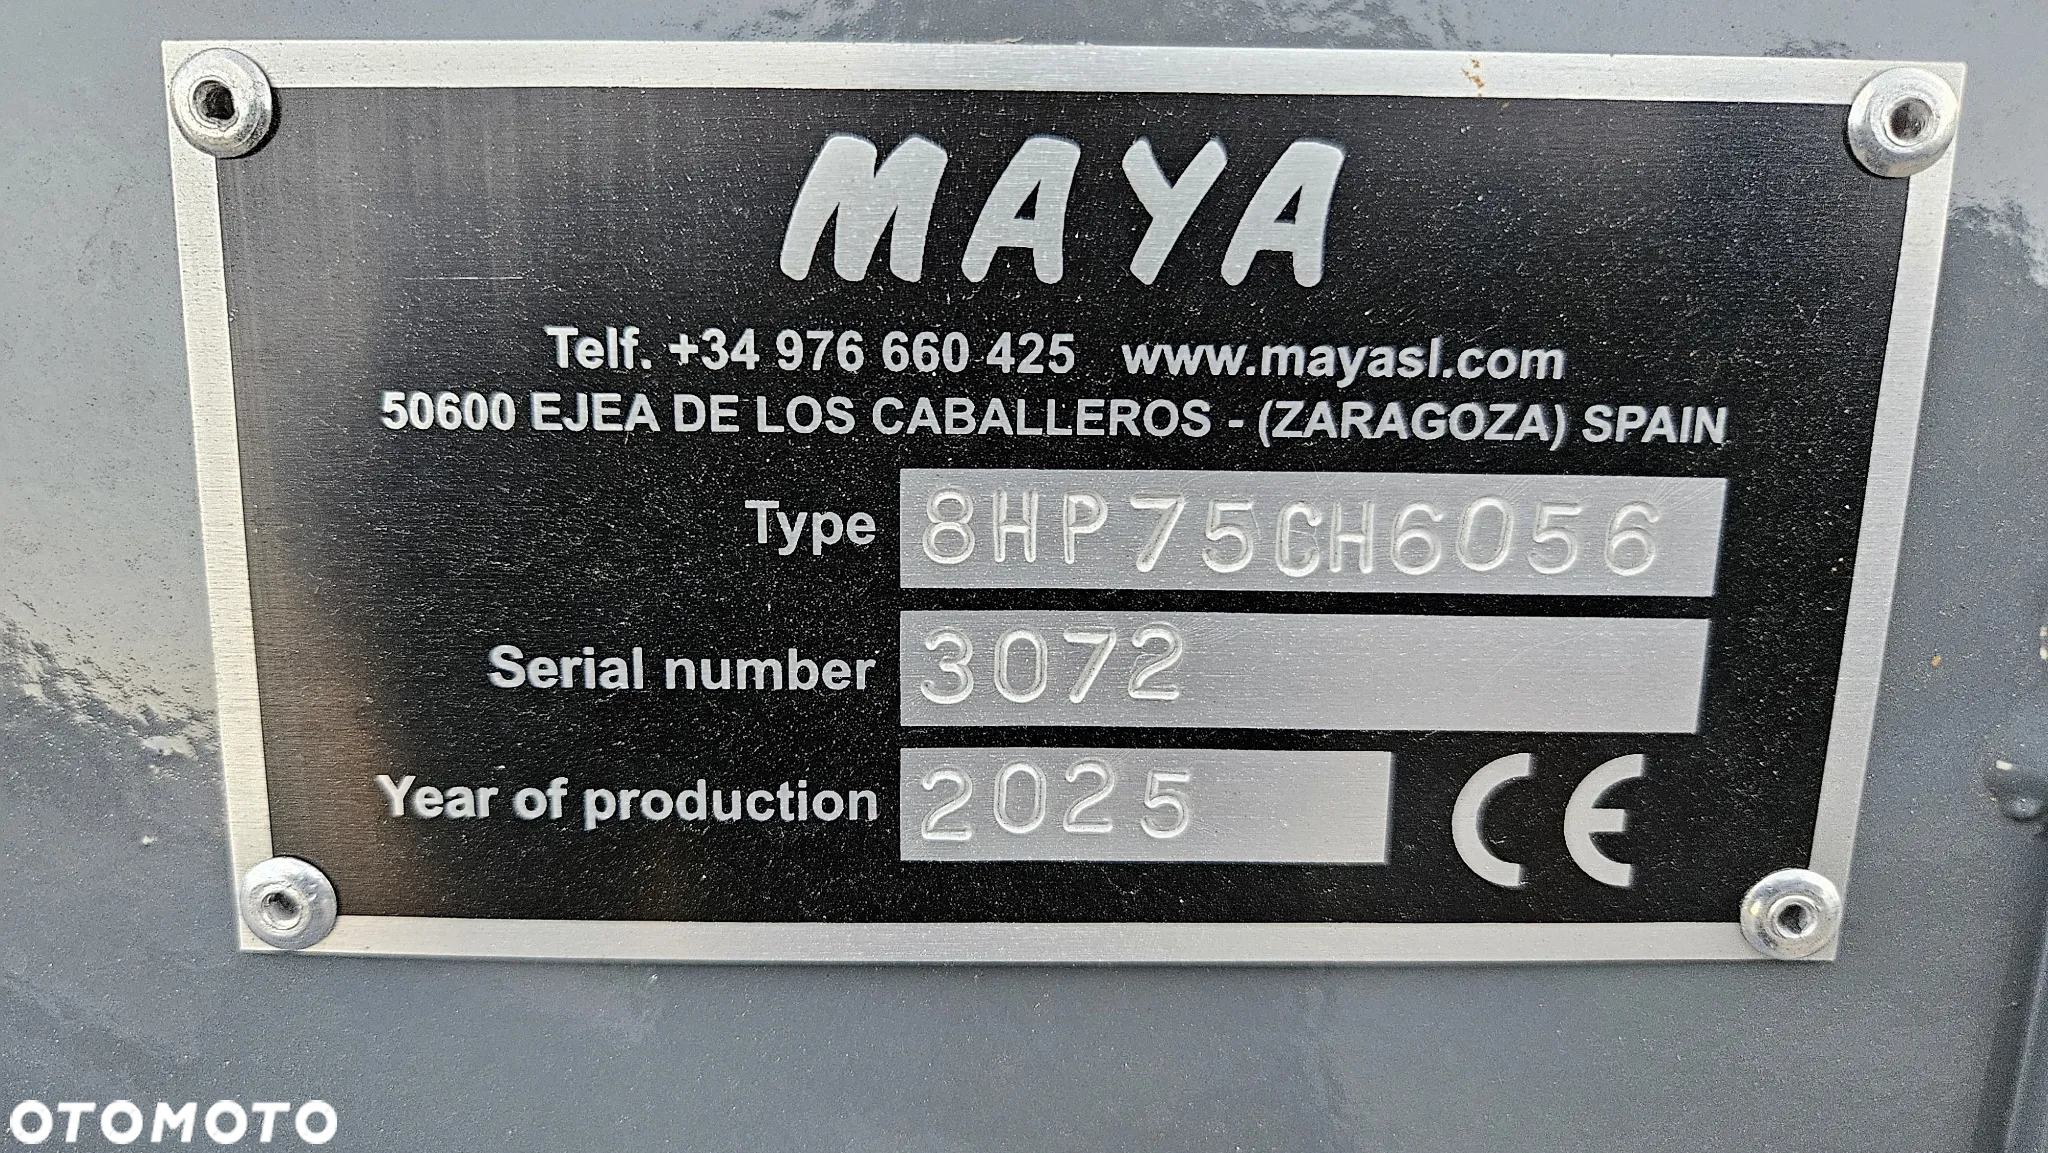 MAYA
Telf. +34 976 660 425 www.mayasl.com
50600 EJEA DE LOS CABALLEROS - (ZARAGOZA) SPAIN
Type 8HP75CH6056
Serial number 3072
Year of production 2025 CE
OTOMOTO